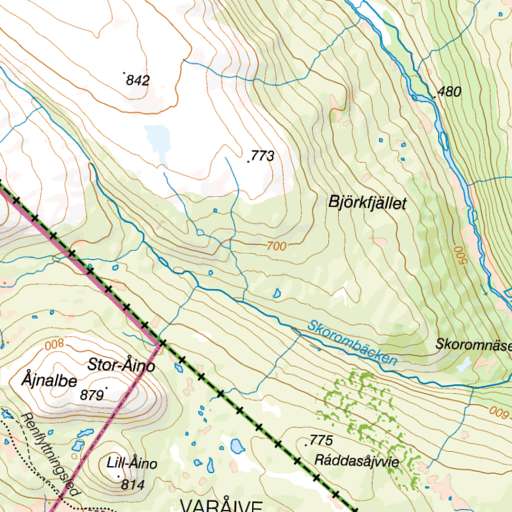 842
480
773
Björkfjället
700
600
Skorombäcken
Skoromnäse
800
Stor-Åino
Åjnalbe
879
600
Renflyttningsled
775
Lill-Åino
Ráddasåjvvie
814
VARÅIVE